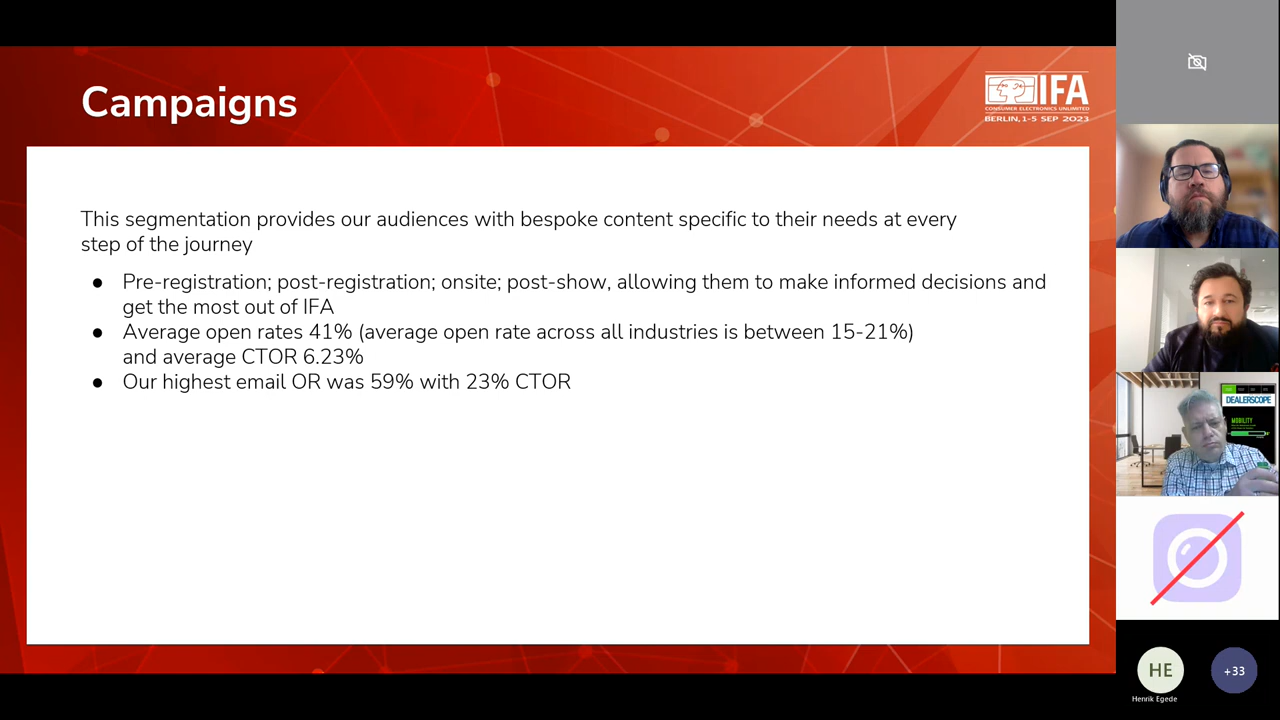 Campaigns
IFA
CONSUMER ELECTRONICS UNLIMITED
BERLIN, 1-5 SEP 2023
This segmentation provides our audiences with bespoke content specific to their needs at every
step of the journey
● Pre-registration; post-registration; onsite; post-show, allowing them to make informed decisions and
get the most out of IFA
● Average open rates 41% (average open rate across all industries is between 15-21%)
and average CTOR 6.23%
● Our highest email OR was 59% with 23% CTOR
DEALERSCOPE
MOBILITY
HE
+33
Henrik Egede